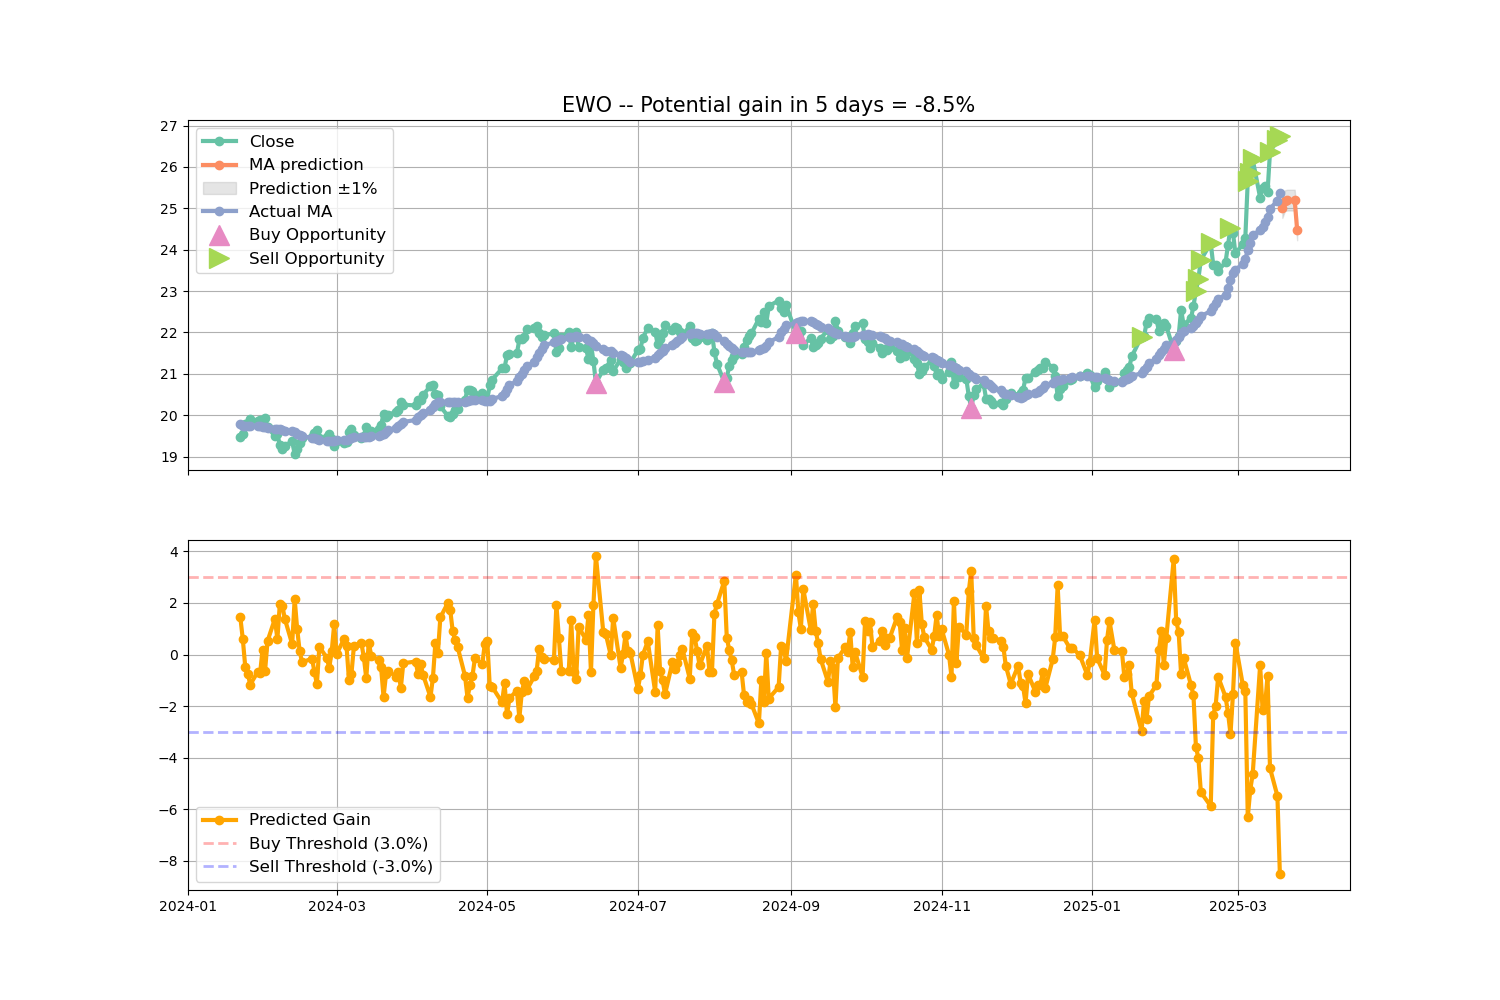 EWO -- Potential gain in 5 days = -8.5%
27
26
25
24
23
22
21
20
19
Close
MA prediction
Prediction ±1%
Actual MA
Buy Opportunity
Sell Opportunity
4
2
0
−2
−4
−6
−8
Predicted Gain
Buy Threshold (3.0%)
Sell Threshold (-3.0%)
2024-01
2024-03
2024-05
2024-07
2024-09
2024-11
2025-01
2025-03